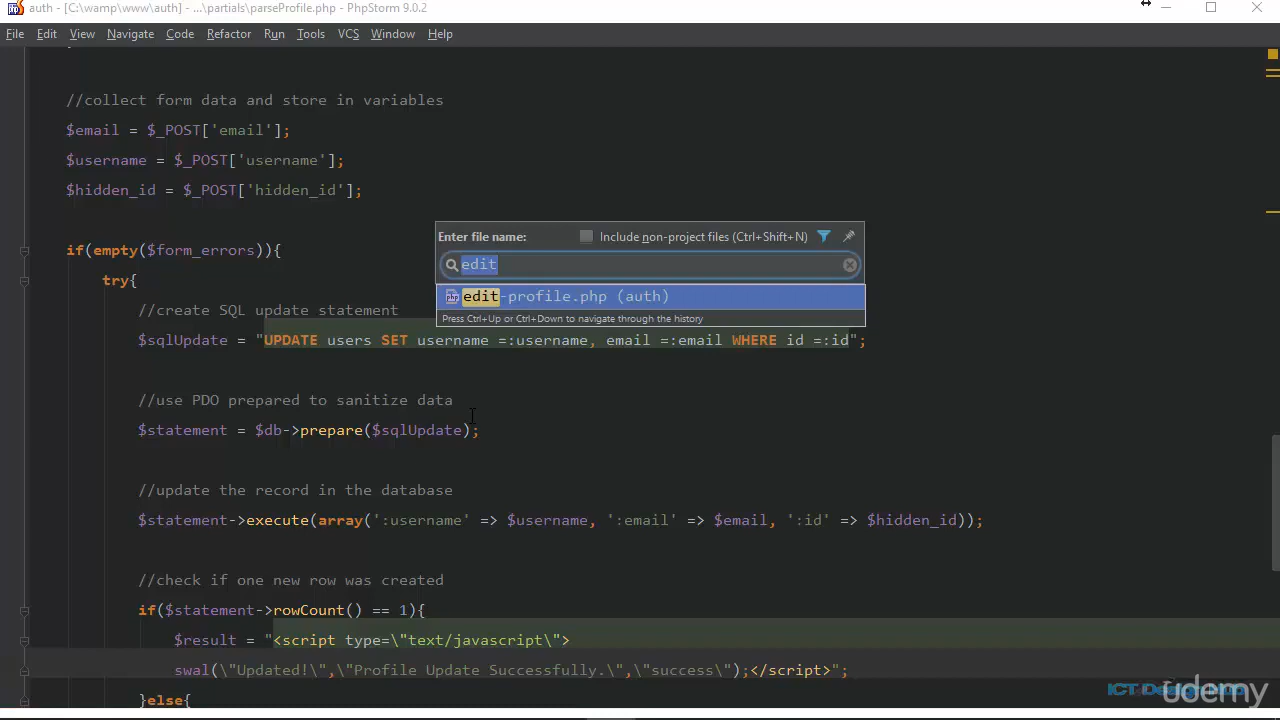 auth - [C:\wamp\www\auth] - ...\partials\parseProfile.php - PhpStorm 9.0.2
File Edit View Navigate Code Refactor Run Tools VCS Window Help
//collect form data and store in variables
$email = $_POST['email'];
$username = $_POST['username'];
$hidden_id = $_POST['hidden_id'];
if(empty($form_errors)){
Enter file name: Include non-project files (Ctrl+Shift+N)
edit
try{
edit-profile.php (auth)
//create SQL update statement
Press Ctrl+Up or Ctrl+Down to navigate through the history
$sqlUpdate = "UPDATE users SET username =:username, email =:email WHERE id =:id";
//use PDO prepared to sanitize data
$statement = $db->prepare($sqlUpdate);
//update the record in the database
$statement->execute(array(':username' => $username, ':email' => $email, ':id' => $hidden_id));
//check if one new row was created
if($statement->rowCount() == 1){
$result = "<script type=\"text/javascript\">
swal(\"Updated!\",\"Profile Update Successfully.\",\"success\");</script>";
}else{
ICT Design Hub
udemy